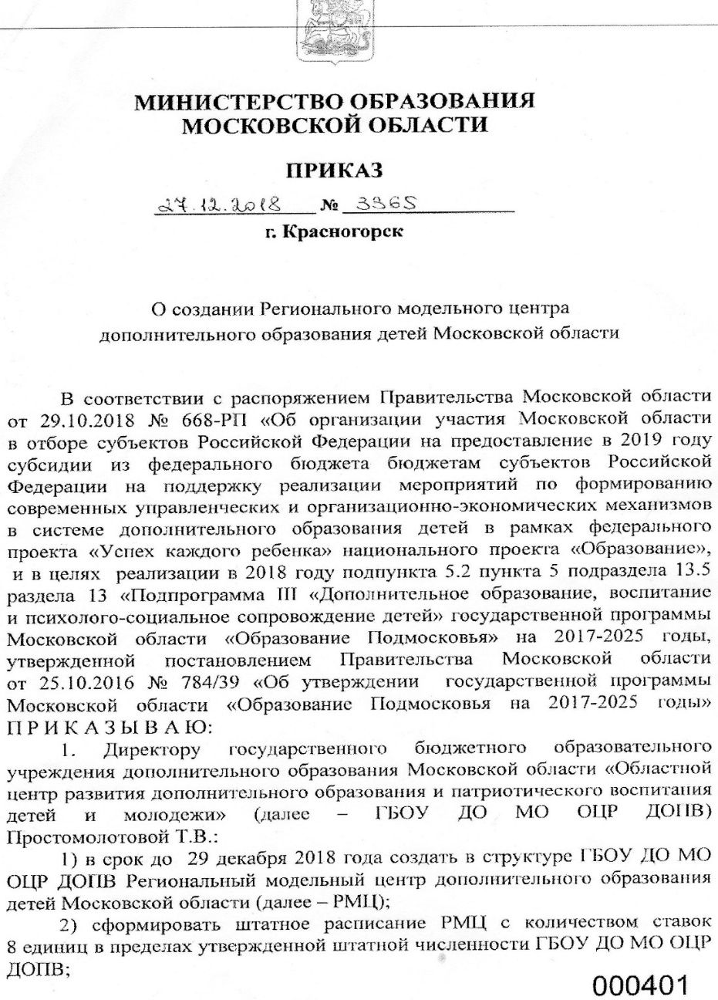 МИНИСТЕРСТВО ОБРАЗОВАНИЯ
МОСКОВСКОЙ ОБЛАСТИ
ПРИКАЗ
27.12.2018 № 3365
г. Красногорск
О создании Регионального модельного центра
дополнительного образования детей Московской области
В соответствии с распоряжением Правительства Московской области
от 29.10.2018 № 668-РП «Об организации участия Московской области
в отборе субъектов Российской Федерации на предоставление в 2019 году
субсидии из федерального бюджета бюджетам субъектов Российской
Федерации на поддержку реализации мероприятий по формированию
современных управленческих и организационно-экономических механизмов
в системе дополнительного образования детей в рамках федерального
проекта «Успех каждого ребенка» национального проекта «Образование»,
и в целях реализации в 2018 году подпункта 5.2 пункта 5 подраздела 13.5
раздела 13 «Подпрограмма III «Дополнительное образование, воспитание
и психолого-социальное сопровождение детей» государственной программы
Московской области «Образование Подмосковья» на 2017-2025 годы,
утвержденной постановлением Правительства Московской области
от 25.10.2016 № 784/39 «Об утверждении государственной программы
Московской области «Образование Подмосковья на 2017-2025 годы»
П Р И К А З Ы В А Ю:
1. Директору государственного бюджетного образовательного
учреждения дополнительного образования Московской области «Областной
центр развития дополнительного образования и патриотического воспитания
детей и молодежи» (далее – ГБОУ ДО МО ОЦР ДОПВ)
Простомолотовой Т.В.:
1) в срок до 29 декабря 2018 года создать в структуре ГБОУ ДО МО
ОЦР ДОПВ Региональный модельный центр дополнительного образования
детей Московской области (далее – РМЦ);
2) сформировать штатное расписание РМЦ с количеством ставок
8 единиц в пределах утвержденной штатной численности ГБОУ ДО МО ОЦР
ДОПВ;
000401